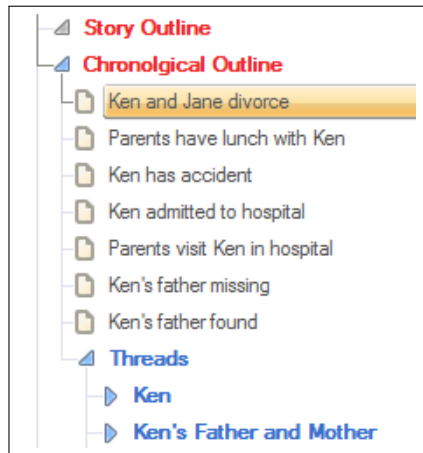 Story Outline
Chronolgical Outline
Ken and Jane divorce
Parents have lunch with Ken
Ken has accident
Ken admitted to hospital
Parents visit Ken in hospital
Ken's father missing
Ken's father found
Threads
Ken
Ken's Father and Mother